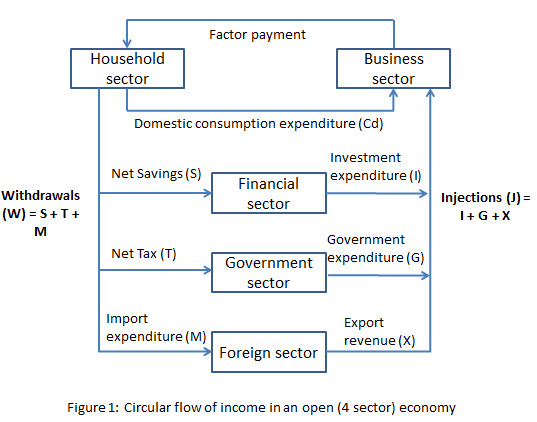 Factor payment
Household
sector
Business
sector
Domestic consumption expenditure (Cd)
Net Savings (S)
Financial
sector
Investment
expenditure (I)
Withdrawals
(W) = S + T +
M
Injections (J) =
I + G + X
Net Tax (T)
Government
sector
Government
expenditure (G)
Import
expenditure (M)
Foreign sector
Export
revenue (X)
Figure 1: Circular flow of income in an open (4 sector) economy